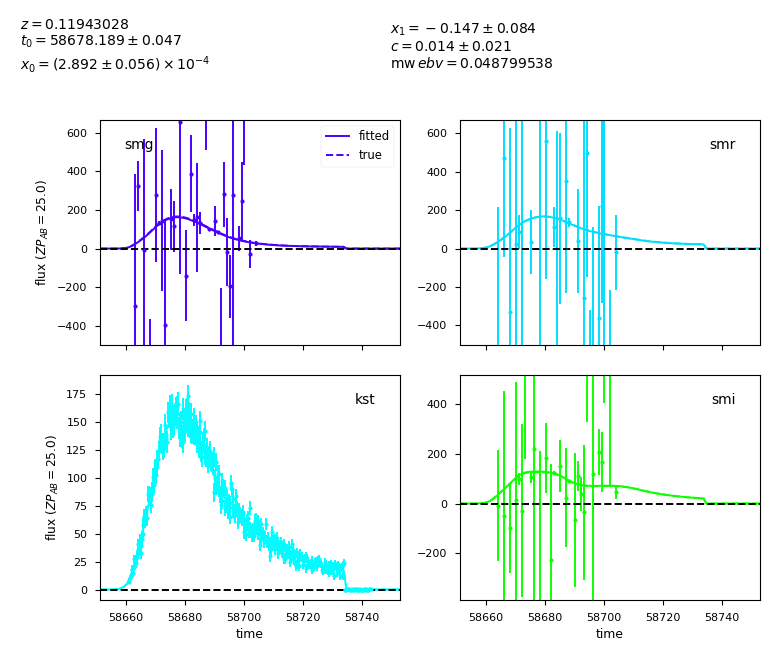 z = 0.11943028
t₀ = 58678.189 ± 0.047
x₀ = (2.892 ± 0.056) × 10⁻⁴
x₁ = −0.147 ± 0.084
c = 0.014 ± 0.021
mw ebv = 0.048799538
smg
fitted
true
600
400
200
0
−200
−400
flux (ZP_AB = 25.0)
smr
600
400
200
0
−200
−400
kst
175
150
125
100
75
50
25
0
flux (ZP_AB = 25.0)
58660 58680 58700 58720 58740
time
smi
400
200
0
−200
58660 58680 58700 58720 58740
time